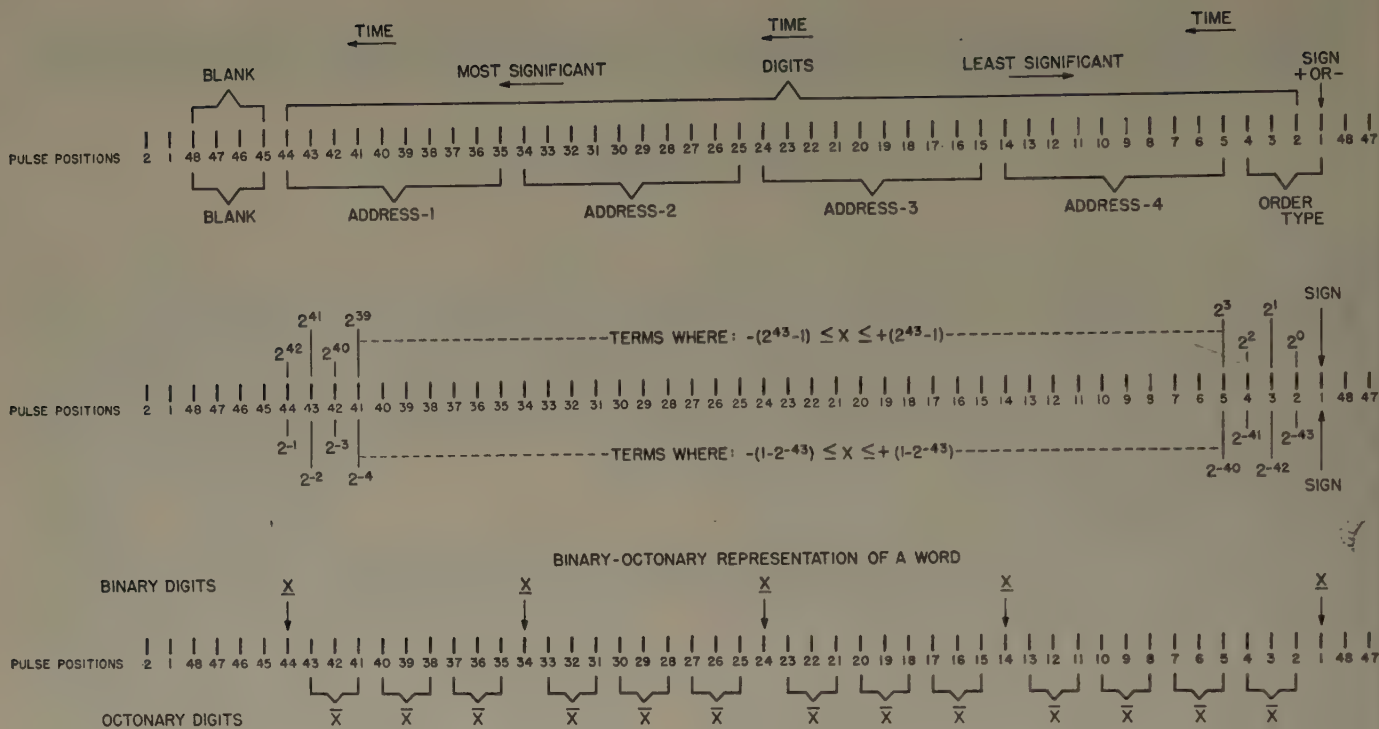 TIME TIME TIME
BLANK MOST SIGNIFICANT DIGITS LEAST SIGNIFICANT SIGN
+OR-
PULSE POSITIONS 2 1 48 47 46 45 44 43 42 41 40 39 38 37 36 35 34 33 32 31 30 29 28 27 26 25 24 23 22 21 20 19 18 17 16 15 14 13 12 11 10 9 8 7 6 5 4 3 2 1 48 47
BLANK ADDRESS-1 ADDRESS-2 ADDRESS-3 ADDRESS-4 ORDER
TYPE
2^41 2^39 2^3 2^1 SIGN
2^42 2^40 TERMS WHERE: -(2^43-1) ≤ X ≤ +(2^43-1) 2^2 2^0
PULSE POSITIONS 2 1 48 47 46 45 44 43 42 41 40 39 38 37 36 35 34 33 32 31 30 29 28 27 26 25 24 23 22 21 20 19 18 17 16 15 14 13 12 11 10 9 8 7 6 5 4 3 2 1 48 47
2^-1 2^-3 TERMS WHERE: -(1-2^-43) ≤ X ≤ +(1-2^-43) 2^-41 2^-43
2^-2 2^-4 2^-40 2^-42 SIGN
BINARY-OCTONARY REPRESENTATION OF A WORD
BINARY DIGITS X X X X X
PULSE POSITIONS 2 1 48 47 46 45 44 43 42 41 40 39 38 37 36 35 34 33 32 31 30 29 28 27 26 25 24 23 22 21 20 19 18 17 16 15 14 13 12 11 10 9 8 7 6 5 4 3 2 1 48 47
OCTONARY DIGITS X X X X X X X X X X X X X